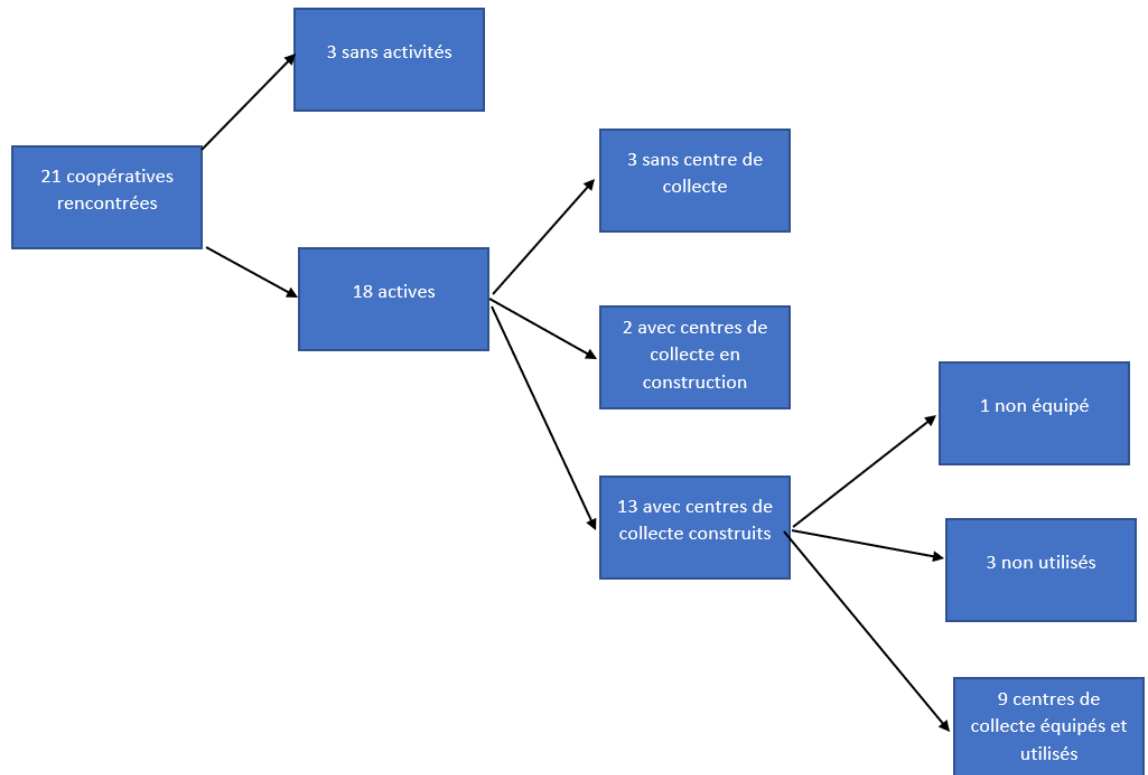 3 sans activités
21 coopératives
rencontrées
18 actives
3 sans centre de
collecte
2 avec centres de
collecte en
construction
13 avec centres de
collecte construits
1 non équipé
3 non utilisés
9 centres de
collecte équipés et
utilisés